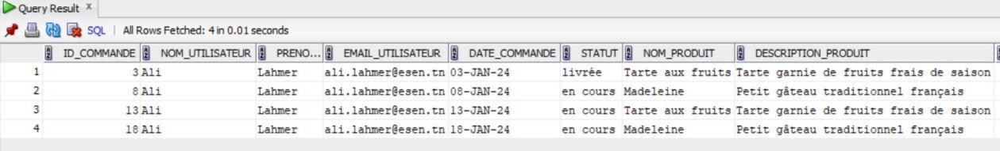 Query Result x
SQL | All Rows Fetched: 4 in 0.01 seconds
ID_COMMANDE NOM_UTILISATEUR PRENO... EMAIL_UTILISATEUR DATE_COMMANDE STATUT NOM_PRODUIT DESCRIPTION_PRODUIT
1 3 Ali Lahmer ali.lahmer@esen.tn 03-JAN-24 livrée Tarte aux fruits Tarte garnie de fruits frais de saison
2 8 Ali Lahmer ali.lahmer@esen.tn 08-JAN-24 en cours Madeleine Petit gâteau traditionnel français
3 13 Ali Lahmer ali.lahmer@esen.tn 13-JAN-24 en cours Tarte aux fruits Tarte garnie de fruits frais de saison
4 18 Ali Lahmer ali.lahmer@esen.tn 18-JAN-24 en cours Madeleine Petit gâteau traditionnel français